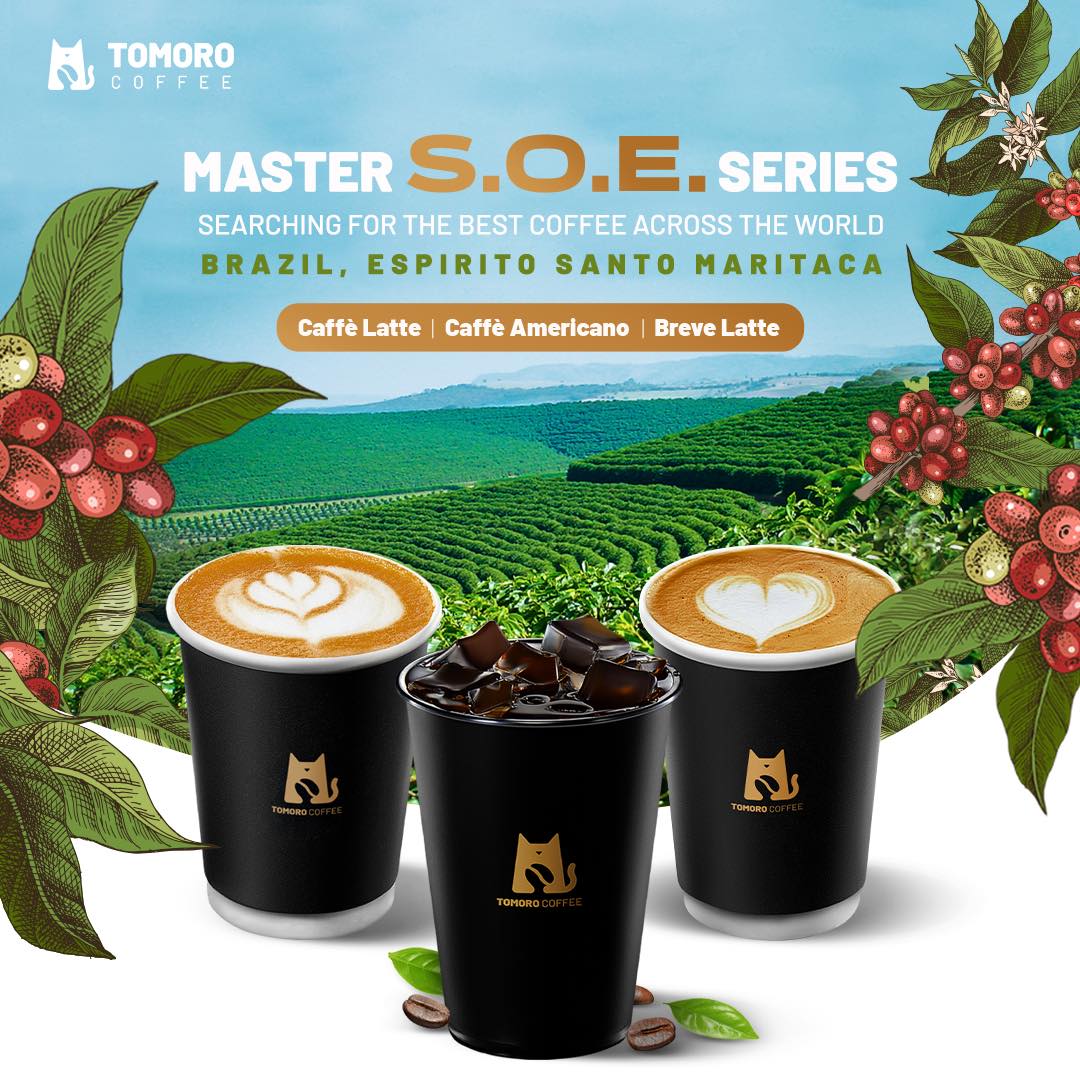 TOMORO
COFFEE
MASTER S.O.E. SERIES
SEARCHING FOR THE BEST COFFEE ACROSS THE WORLD
BRAZIL, ESPIRITO SANTO MARITACA
Caffè Latte | Caffè Americano | Breve Latte
TOMORO COFFEE
TOMORO COFFEE
TOMORO COFFEE